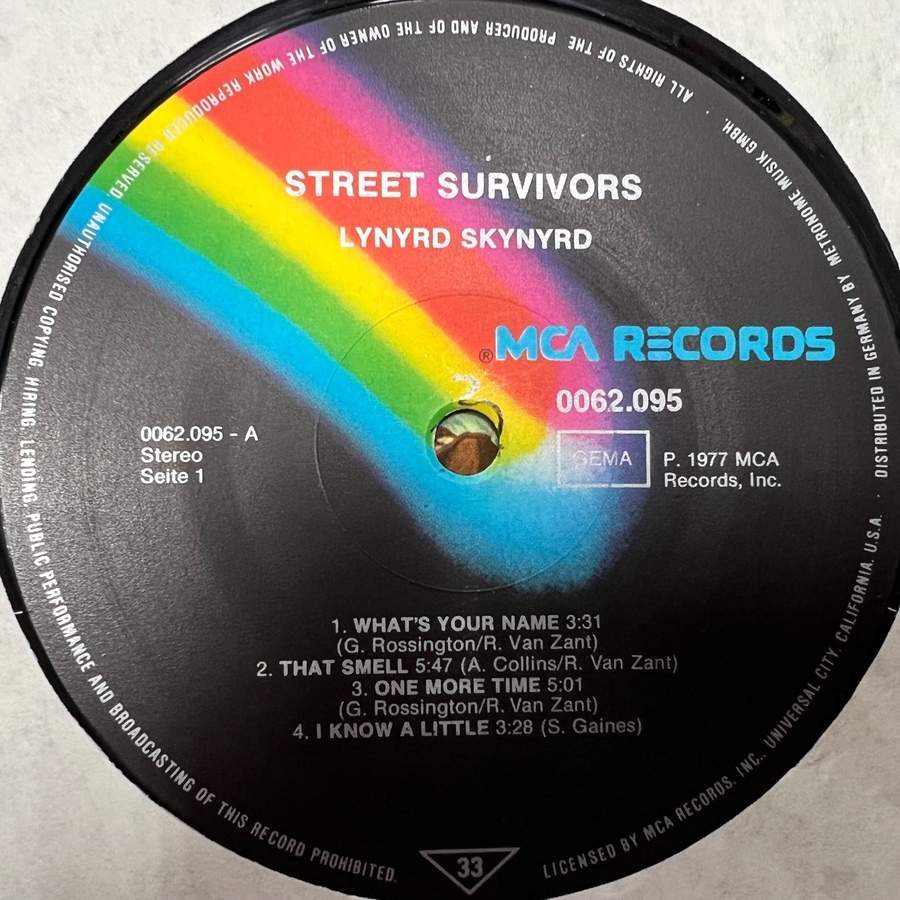 ALL RIGHTS OF THE PRODUCER AND OF THE OWNER OF THE WORK REPRODUCED RESERVED. UNAUTHORISED COPYING, HIRING, LENDING, PUBLIC PERFORMANCE AND BROADCASTING OF THIS RECORD PROHIBITED.
STREET SURVIVORS
LYNYRD SKYNYRD
®MCA RECORDS
0062.095
0062.095 - A
Stereo
Seite 1
GEMA
P. 1977 MCA
Records, Inc.
1. WHAT'S YOUR NAME 3:31
(G. Rossington/R. Van Zant)
2. THAT SMELL 5:47 (A. Collins/R. Van Zant)
3. ONE MORE TIME 5:01
(G. Rossington/R. Van Zant)
4. I KNOW A LITTLE 3:28 (S. Gaines)
33
LICENSED BY MCA RECORDS, INC., UNIVERSAL CITY, CALIFORNIA, U.S.A. · DISTRIBUTED IN GERMANY BY METRONOME MUSIK GMBH.